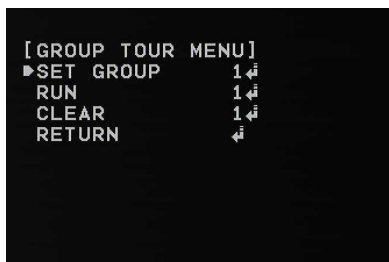 [GROUP TOUR MENU]
▶SET GROUP 1↲
RUN 1↲
CLEAR 1↲
RETURN ↲